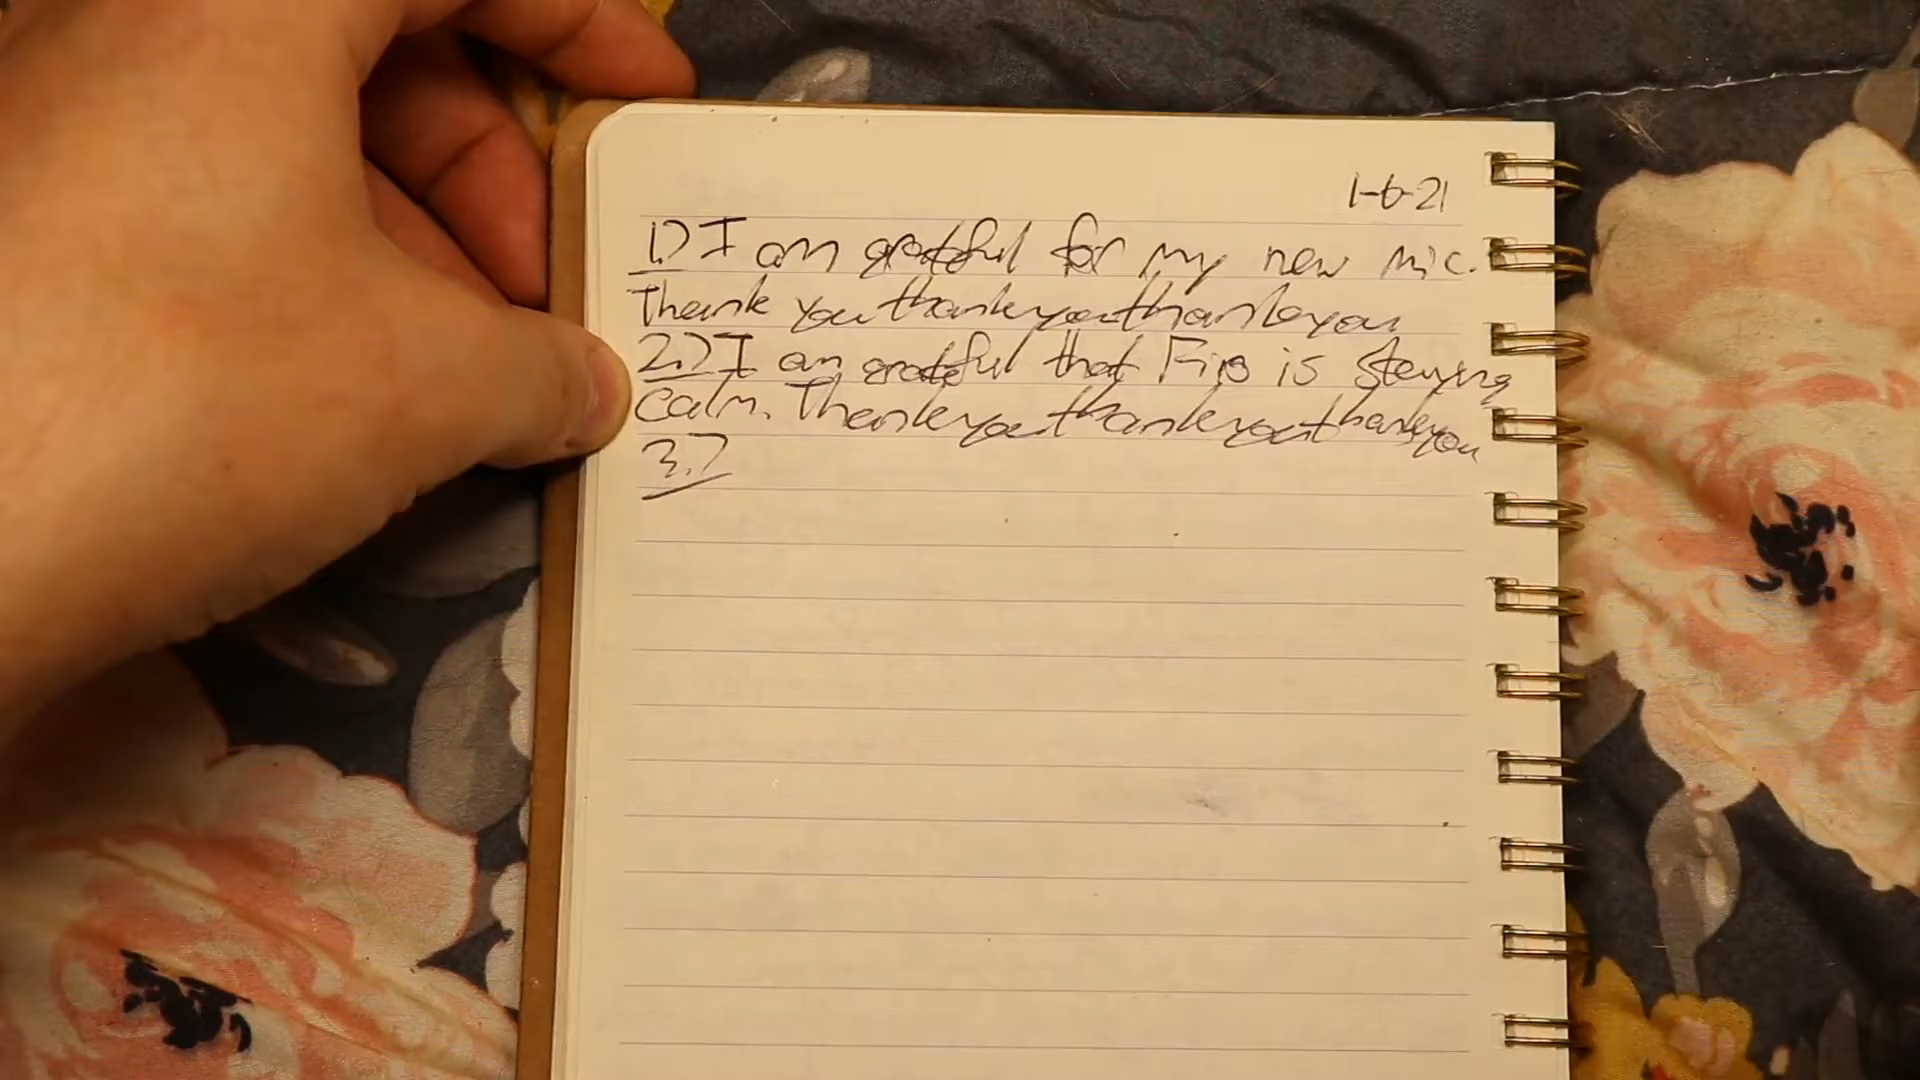 1-6-21
1.) I am grateful for my new mic.
Thank you thank you thank you
2.) I am grateful that is staying
calm. Thank you thank you thank you
3.)